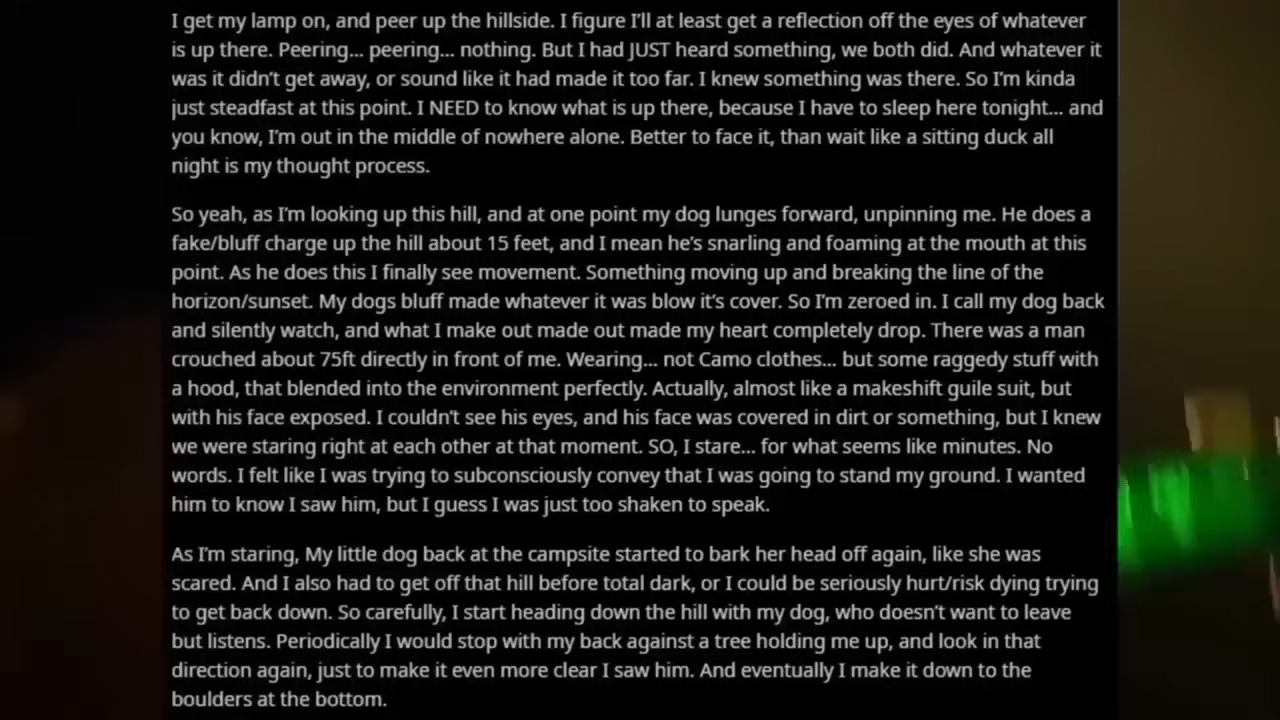 I get my lamp on, and peer up the hillside. I figure I'll at least get a reflection off the eyes of whatever
is up there. Peering... peering... nothing. But I had JUST heard something, we both did. And whatever it
was it didn't get away, or sound like it had made it too far. I knew something was there. So I'm kinda
just steadfast at this point. I NEED to know what is up there, because I have to sleep here tonight... and
you know, I'm out in the middle of nowhere alone. Better to face it, than wait like a sitting duck all
night is my thought process.
So yeah, as I'm looking up this hill, and at one point my dog lunges forward, unpinning me. He does a
fake/bluff charge up the hill about 15 feet, and I mean he's snarling and foaming at the mouth at this
point. As he does this I finally see movement. Something moving up and breaking the line of the
horizon/sunset. My dogs bluff made whatever it was blow it's cover. So I'm zeroed in. I call my dog back
and silently watch, and what I make out made out made my heart completely drop. There was a man
crouched about 75ft directly in front of me. Wearing... not Camo clothes... but some raggedy stuff with
a hood, that blended into the environment perfectly. Actually, almost like a makeshift guile suit, but
with his face exposed. I couldn't see his eyes, and his face was covered in dirt or something, but I knew
we were staring right at each other at that moment. SO, I stare... for what seems like minutes. No
words. I felt like I was trying to subconsciously convey that I was going to stand my ground. I wanted
him to know I saw him, but I guess I was just too shaken to speak.
As I'm staring, My little dog back at the campsite started to bark her head off again, like she was
scared. And I also had to get off that hill before total dark, or I could be seriously hurt/risk dying trying
to get back down. So carefully, I start heading down the hill with my dog, who doesn't want to leave
but listens. Periodically I would stop with my back against a tree holding me up, and look in that
direction again, just to make it even more clear I saw him. And eventually I make it down to the
boulders at the bottom.